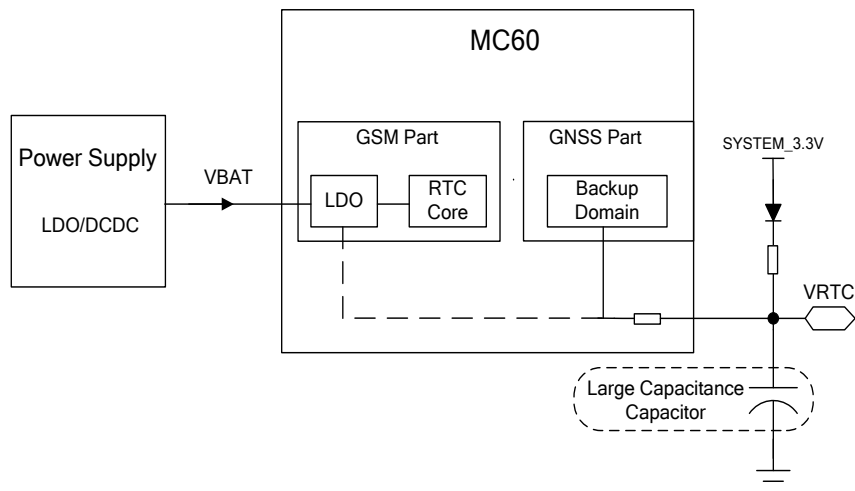 MC60
GSM Part
GNSS Part
SYSTEM_3.3V
Power Supply
LDO/DCDC
VBAT
LDO
RTC
Core
Backup
Domain
VRTC
Large Capacitance
Capacitor